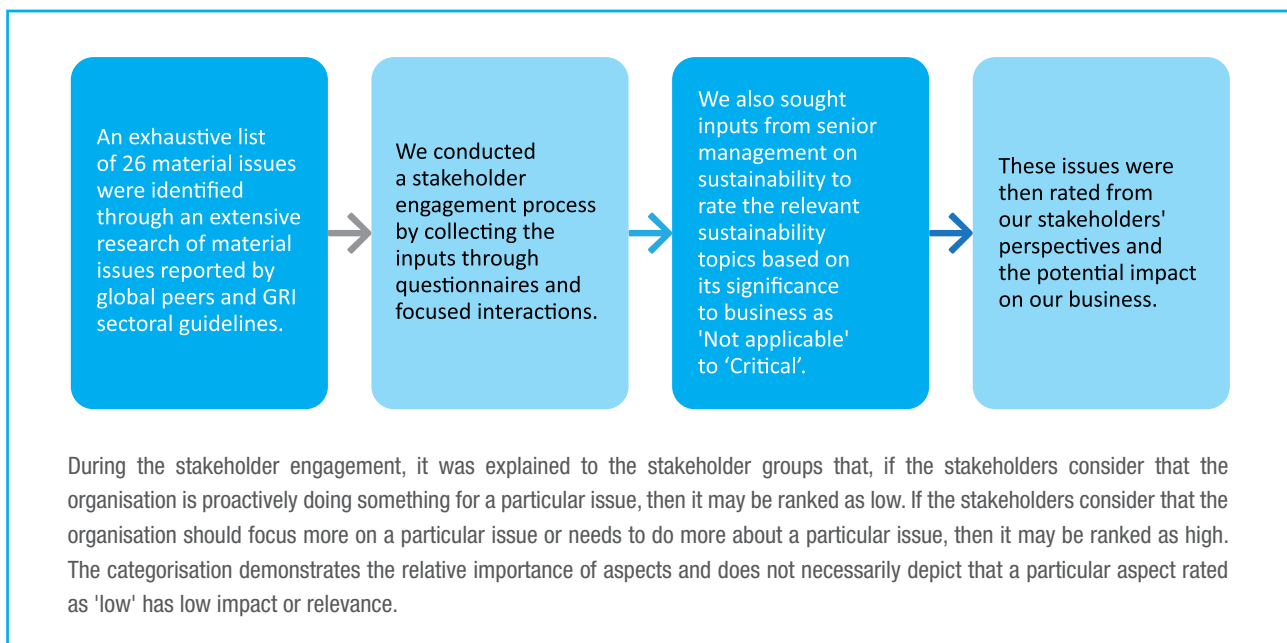 An exhaustive list
of 26 material issues
were identified
through an extensive
research of material
issues reported by
global peers and GRI
sectoral guidelines.
We conducted
a stakeholder
engagement process
by collecting the
inputs through
questionnaires and
focused interactions.
We also sought
inputs from senior
management on
sustainability to
rate the relevant
sustainability
topics based on
its significance
to business as
'Not applicable'
to ‘Critical’.
These issues were
then rated from
our stakeholders'
perspectives and
the potential impact
on our business.
During the stakeholder engagement, it was explained to the stakeholder groups that, if the stakeholders consider that the
organisation is proactively doing something for a particular issue, then it may be ranked as low. If the stakeholders consider that the
organisation should focus more on a particular issue or needs to do more about a particular issue, then it may be ranked as high.
The categorisation demonstrates the relative importance of aspects and does not necessarily depict that a particular aspect rated
as 'low' has low impact or relevance.